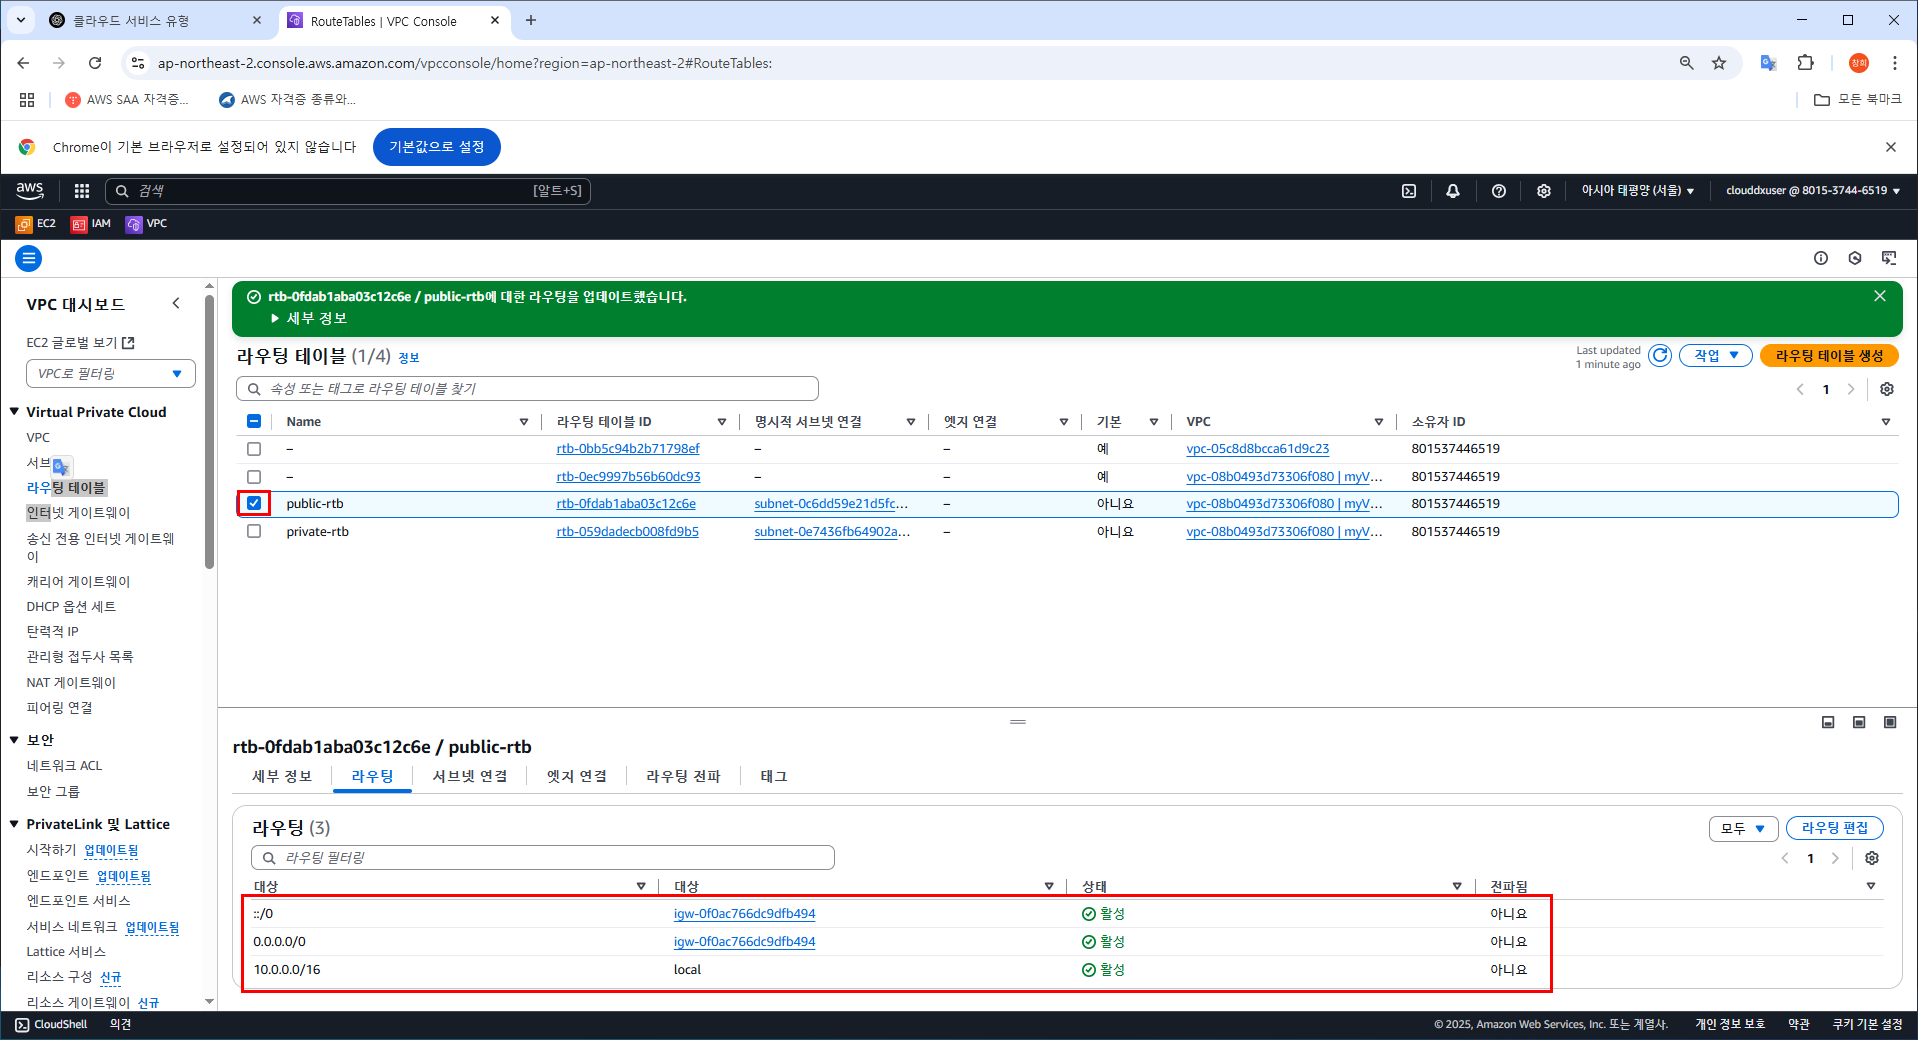 클라우드 서비스 유형
RouteTables | VPC Console
ap-northeast-2.console.aws.amazon.com/vpcconsole/home?region=ap-northeast-2#RouteTables:
창희
AWS SAA 자격증...
AWS 자격증 종류와...
모든 북마크
Chrome이 기본 브라우저로 설정되어 있지 않습니다
기본값으로 설정
aws
검색
[알트+S]
아시아 태평양 (서울)
clouddxuser @ 8015-3744-6519
EC2
IAM
VPC
VPC 대시보드
EC2 글로벌 보기
VPC로 필터링
Virtual Private Cloud
VPC
서브
라우팅 테이블
인터넷 게이트웨이
송신 전용 인터넷 게이트웨
이
캐리어 게이트웨이
DHCP 옵션 세트
탄력적 IP
관리형 접두사 목록
NAT 게이트웨이
피어링 연결
보안
네트워크 ACL
보안 그룹
PrivateLink 및 Lattice
시작하기 업데이트됨
엔드포인트 업데이트됨
엔드포인트 서비스
서비스 네트워크 업데이트됨
Lattice 서비스
리소스 구성 신규
리소스 게이트웨이 신규
rtb-0fdab1aba03c12c6e / public-rtb에 대한 라우팅을 업데이트했습니다.
세부 정보
라우팅 테이블 (1/4) 정보
Last updated
1 minute ago
작업
라우팅 테이블 생성
속성 또는 태그로 라우팅 테이블 찾기
1
Name 라우팅 테이블 ID 명시적 서브넷 연결 엣지 연결 기본 VPC 소유자 ID
– rtb-0bb5c94b2b71798ef – – 예 vpc-05c8d8bcca61d9c23 801537446519
– rtb-0ec9997b56b60dc93 – – 예 vpc-08b0493d73306f080 | myV... 801537446519
public-rtb rtb-0fdab1aba03c12c6e subnet-0c6dd59e21d5fc... – 아니요 vpc-08b0493d73306f080 | myV... 801537446519
private-rtb rtb-059dadecb008fd9b5 subnet-0e7436fb64902a... – 아니요 vpc-08b0493d73306f080 | myV... 801537446519
rtb-0fdab1aba03c12c6e / public-rtb
세부 정보 라우팅 서브넷 연결 엣지 연결 라우팅 전파 태그
라우팅 (3)
모두
라우팅 편집
라우팅 필터링
1
대상 대상 상태 전파됨
::/0 igw-0f0ac766dc9dfb494 활성 아니요
0.0.0.0/0 igw-0f0ac766dc9dfb494 활성 아니요
10.0.0.0/16 local 활성 아니요
CloudShell 의견
© 2025, Amazon Web Services, Inc. 또는 계열사. 개인 정보 보호 약관 쿠키 기본 설정